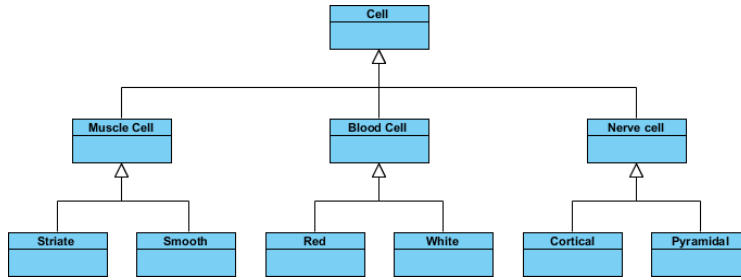 Cell
Muscle Cell
Blood Cell
Nerve cell
Striate
Smooth
Red
White
Cortical
Pyramidal